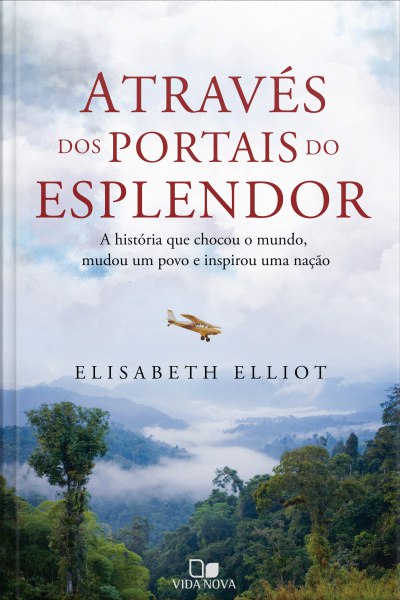 ATRAVÉS
DOS PORTAIS DO
ESPLENDOR
A história que chocou o mundo,
mudou um povo e inspirou uma nação
ELISABETH ELLIOT
VIDA NOVA